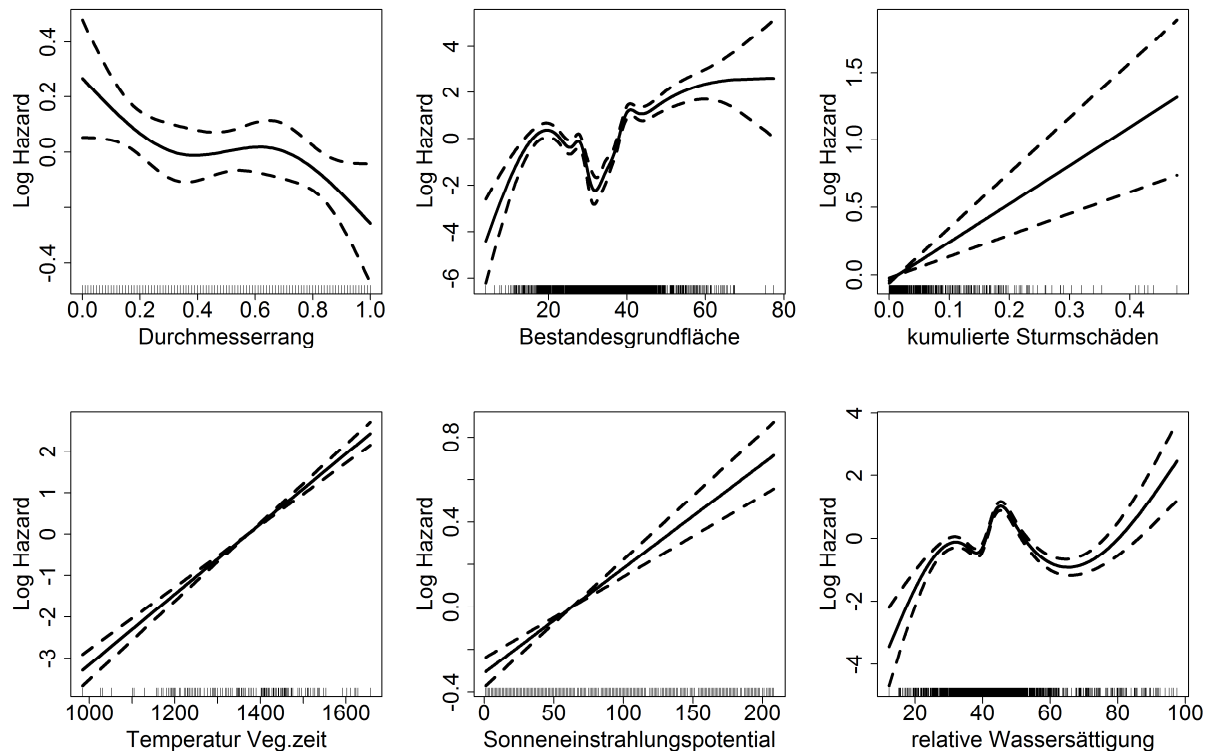 Log Hazard
0.4
0.2
0.0
-0.4
0.0 0.2 0.4 0.6 0.8 1.0
Durchmesserrang
Log Hazard
4
2
0
-2
-4
-6
0 20 40 60 80
Bestandesgrundfläche
Log Hazard
1.5
1.0
0.5
0.0
0.0 0.1 0.2 0.3 0.4
kumulierte Sturmschäden
Log Hazard
2
1
0
-1
-2
-3
1000 1200 1400 1600
Temperatur Veg.zeit
Log Hazard
0.8
0.4
0.0
-0.4
0 50 100 150 200
Sonneneinstrahlungspotential
Log Hazard
4
2
0
-2
-4
20 40 60 80 100
relative Wassersättigung